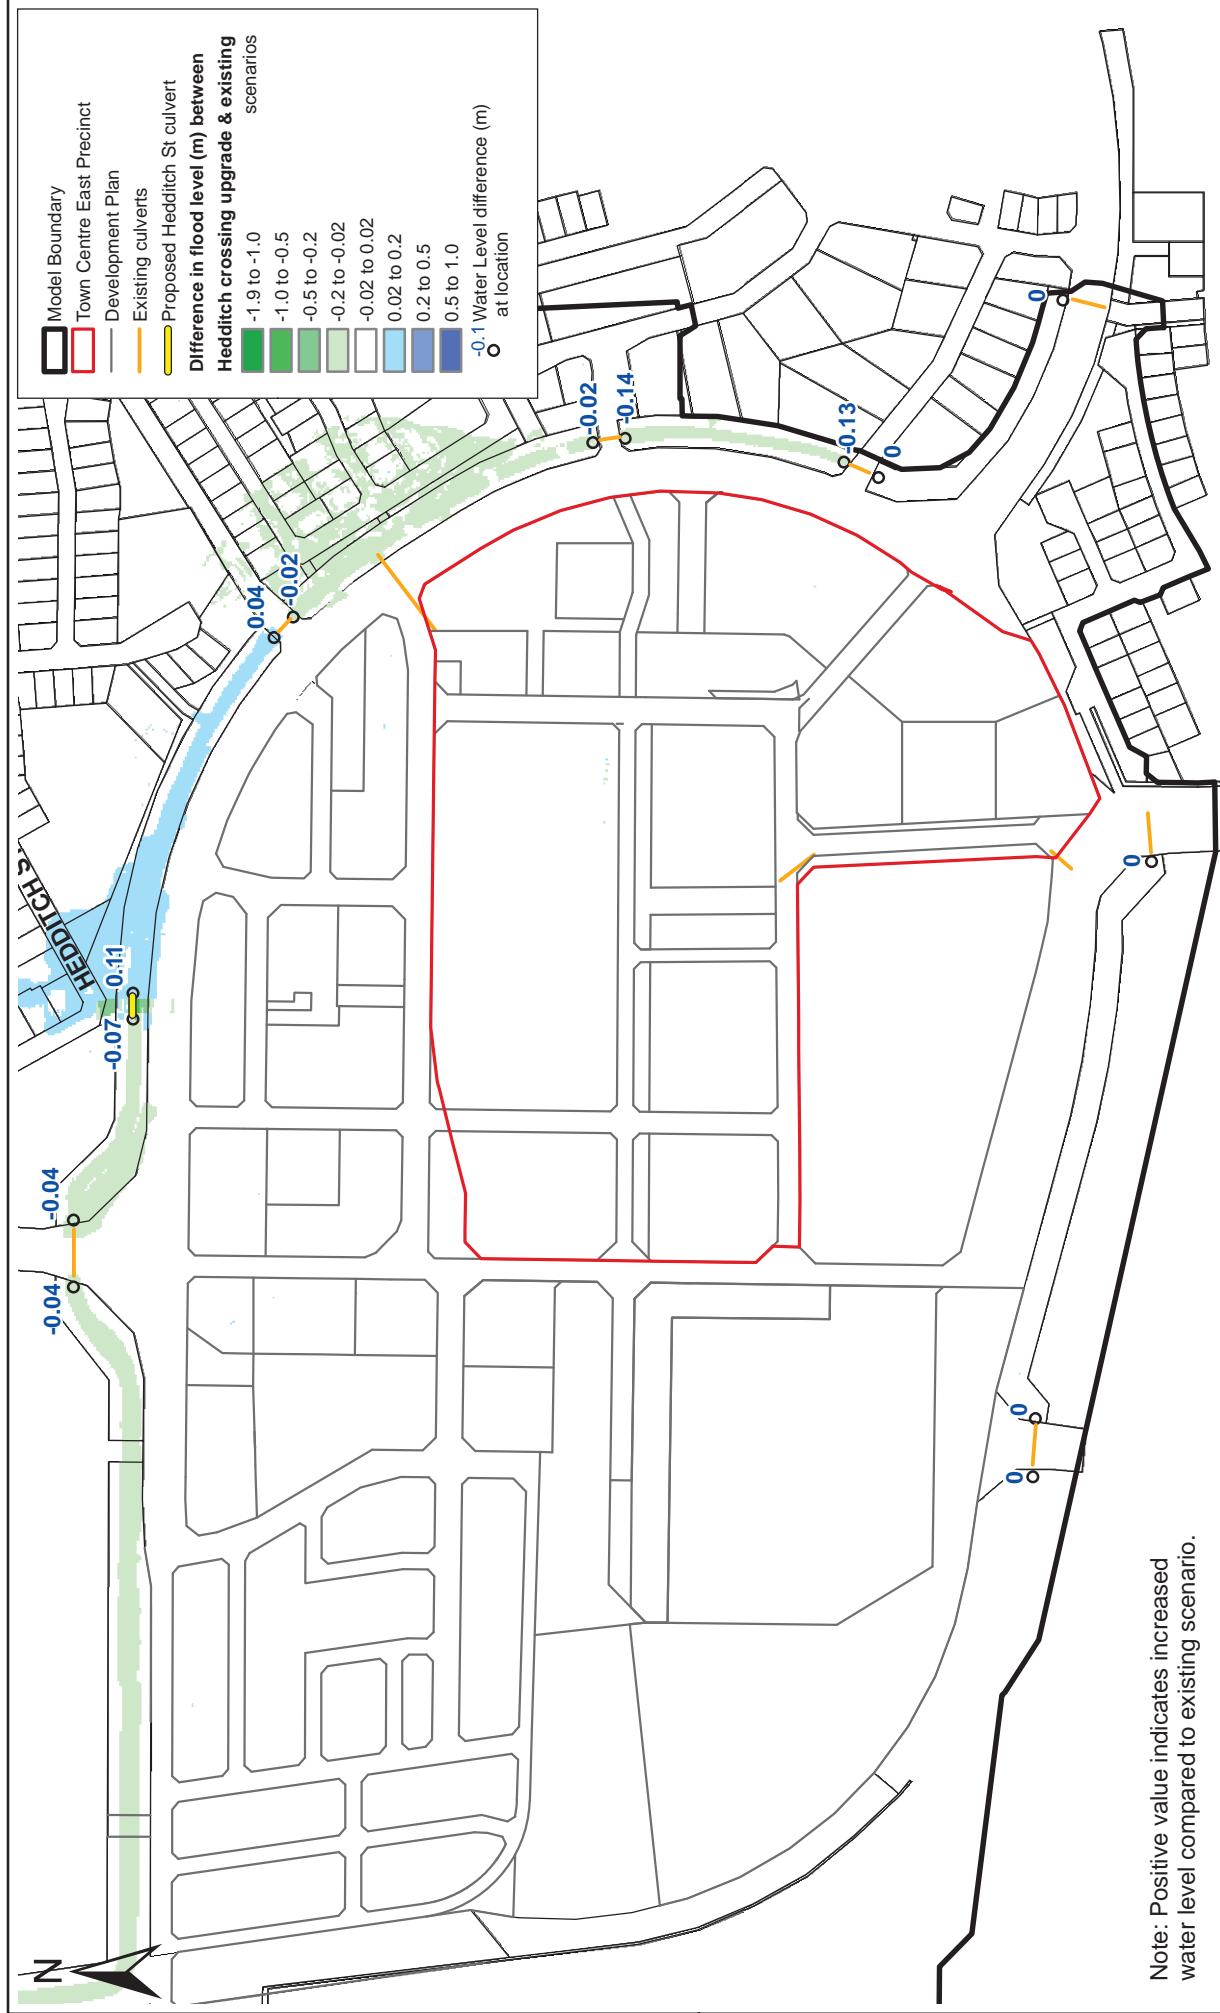 Model Boundary
Town Centre East Precinct
Development Plan
Existing culverts
Proposed Hedditch St culvert
Difference in flood level (m) between
Hedditch crossing upgrade & existing
scenarios
-1.9 to -1.0
-1.0 to -0.5
-0.5 to -0.2
-0.2 to -0.02
-0.02 to 0.02
0.02 to 0.2
0.2 to 0.5
0.5 to 1.0
-0.1 Water Level difference (m)
at location
N
-0.04
-0.04
-0.07
0.11
HEDDITCH S
0.04
-0.02
-0.02
-0.14
-0.13
0
0
0
0
0
Note: Positive value indicates increased
water level compared to existing scenario.